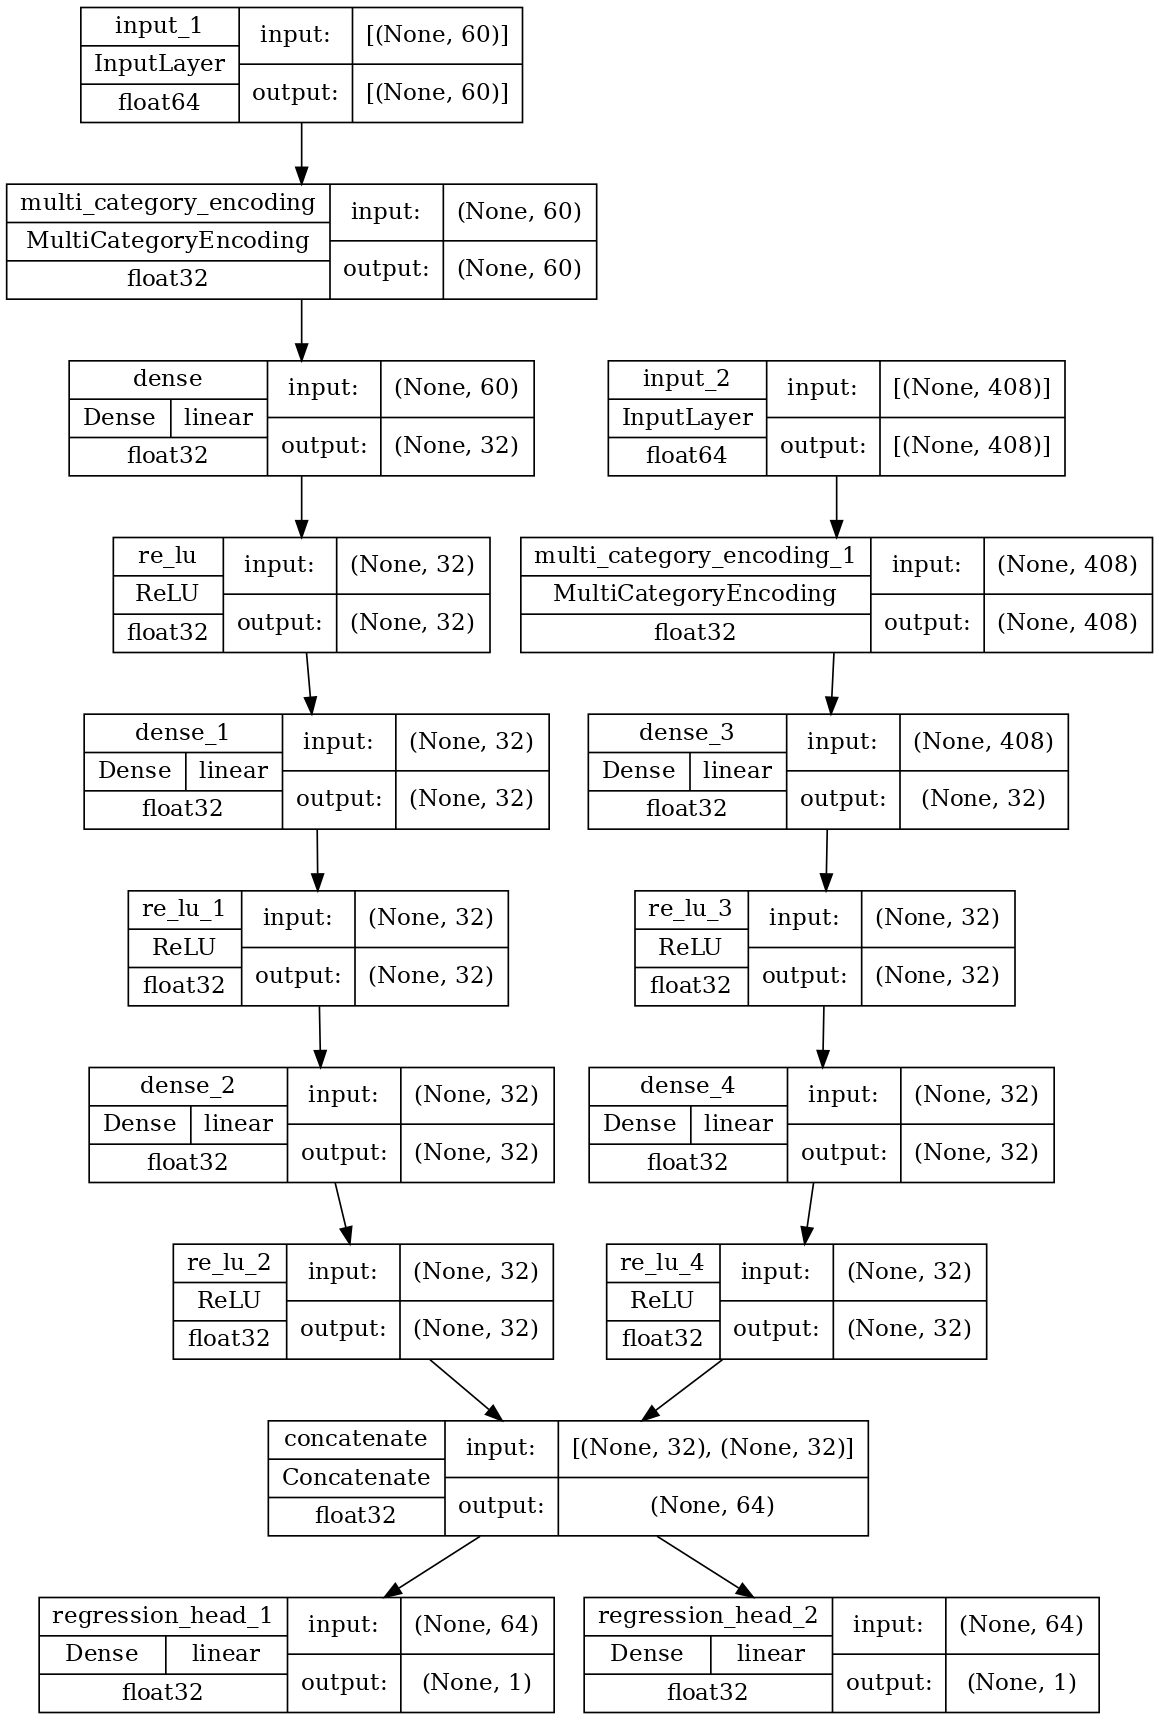 input_1
InputLayer
float64
input:
[(None, 60)]
output:
[(None, 60)]
multi_category_encoding
MultiCategoryEncoding
float32
input:
(None, 60)
output:
(None, 60)
dense
Dense
linear
float32
input:
(None, 60)
output:
(None, 32)
input_2
InputLayer
float64
input:
[(None, 408)]
output:
[(None, 408)]
re_lu
ReLU
float32
input:
(None, 32)
output:
(None, 32)
multi_category_encoding_1
MultiCategoryEncoding
float32
input:
(None, 408)
output:
(None, 408)
dense_1
Dense
linear
float32
input:
(None, 32)
output:
(None, 32)
dense_3
Dense
linear
float32
input:
(None, 408)
output:
(None, 32)
re_lu_1
ReLU
float32
input:
(None, 32)
output:
(None, 32)
re_lu_3
ReLU
float32
input:
(None, 32)
output:
(None, 32)
dense_2
Dense
linear
float32
input:
(None, 32)
output:
(None, 32)
dense_4
Dense
linear
float32
input:
(None, 32)
output:
(None, 32)
re_lu_2
ReLU
float32
input:
(None, 32)
output:
(None, 32)
re_lu_4
ReLU
float32
input:
(None, 32)
output:
(None, 32)
concatenate
Concatenate
float32
input:
[(None, 32), (None, 32)]
output:
(None, 64)
regression_head_1
Dense
linear
float32
input:
(None, 64)
output:
(None, 1)
regression_head_2
Dense
linear
float32
input:
(None, 64)
output:
(None, 1)